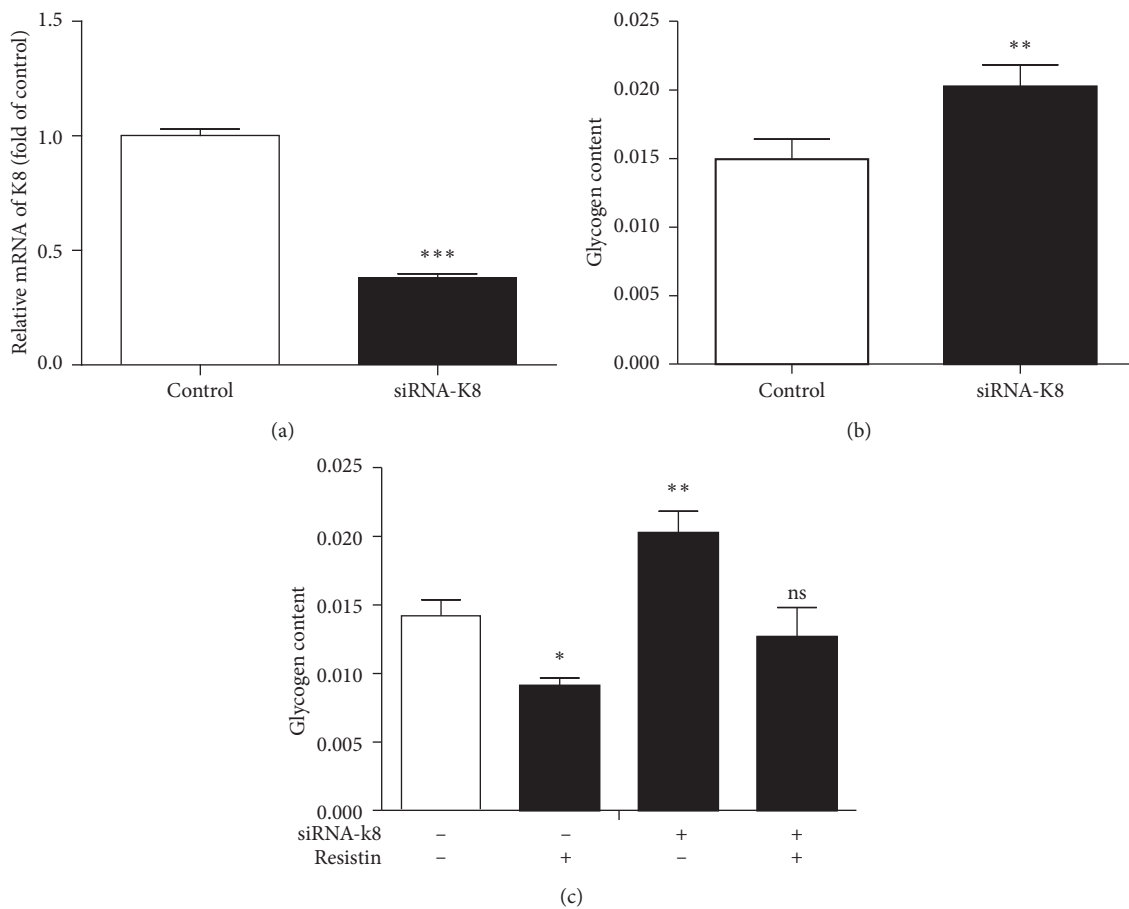 Relative mRNA of K8 (fold of control)
1.5
1.0
0.5
0.0
***
Control
siRNA-K8
(a)
Glycogen content
0.025
0.020
0.015
0.010
0.005
0.000
**
Control
siRNA-K8
(b)
Glycogen content
0.025
0.020
0.015
0.010
0.005
0.000
*
**
ns
siRNA-k8 – – + +
Resistin – + – +
(c)